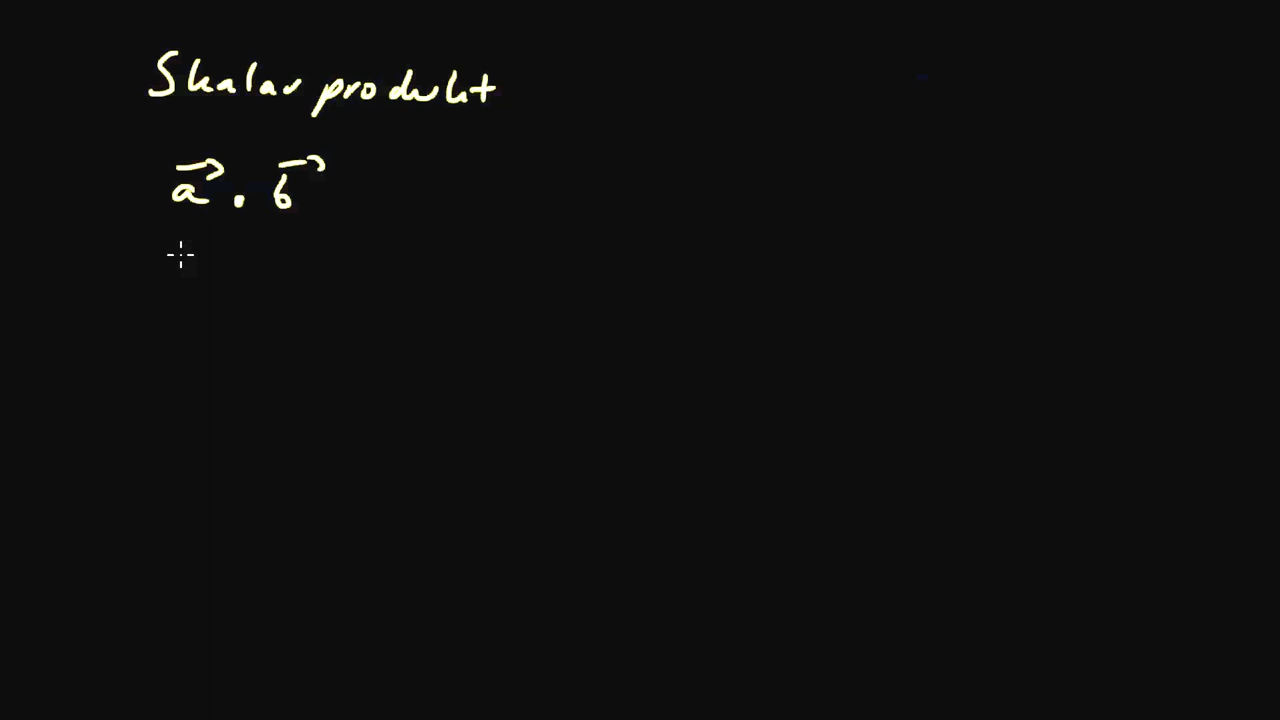 Skalarprodukt
a⃗ . b⃗